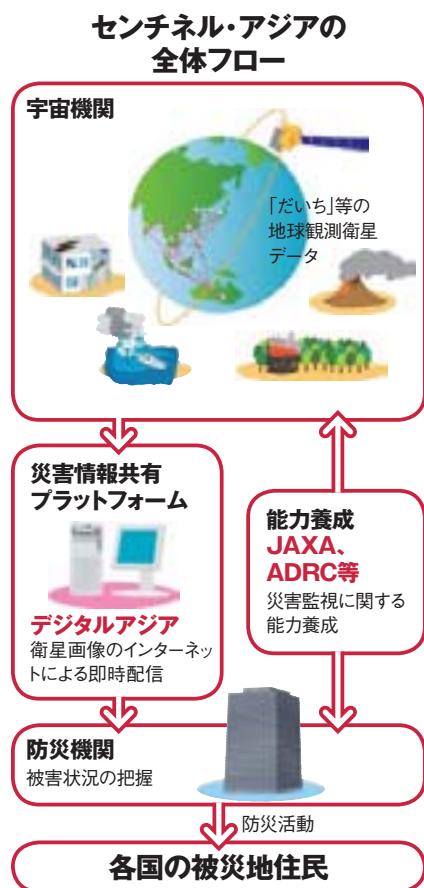 センチネル・アジアの
全体フロー
宇宙機関
「だいち」等の
地球観測衛星
データ
災害情報共有
プラットフォーム
デジタルアジア
衛星画像のインターネッ
トによる即時配信
能力養成
JAXA、
ADRC等
災害監視に関する
能力養成
防災機関
被害状況の把握
防災活動
各国の被災地住民